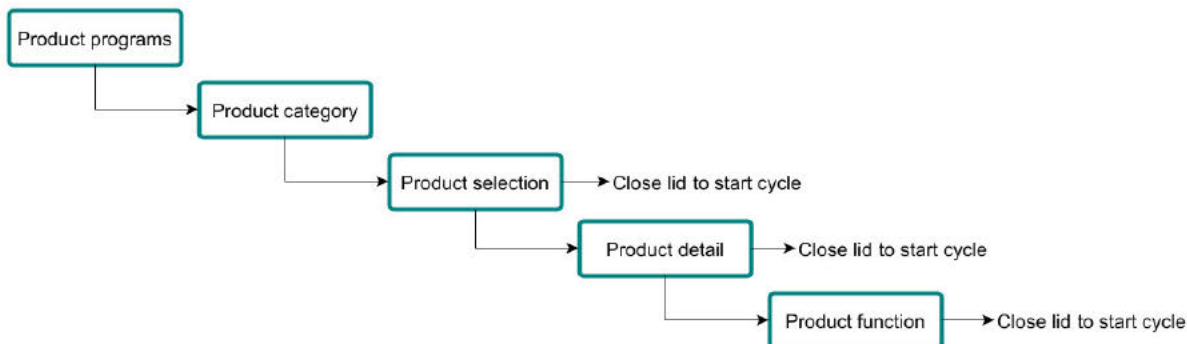 Product programs
Product category
Product selection
Close lid to start cycle
Product detail
Close lid to start cycle
Product function
Close lid to start cycle